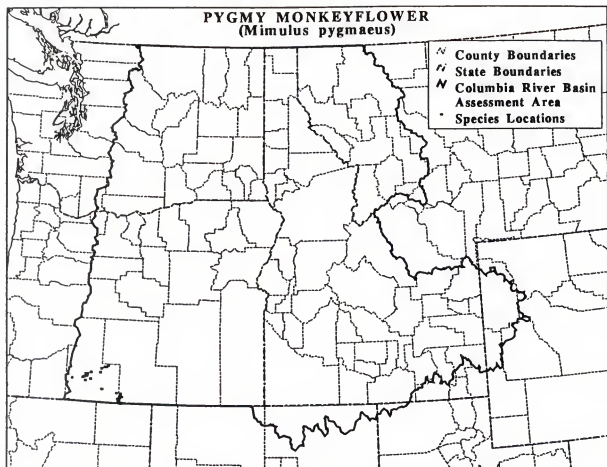 PYGMY MONKEYFLOWER
(Mimulus pygmaeus)
County Boundaries
State Boundaries
Columbia River Basin
Assessment Area
Species Locations